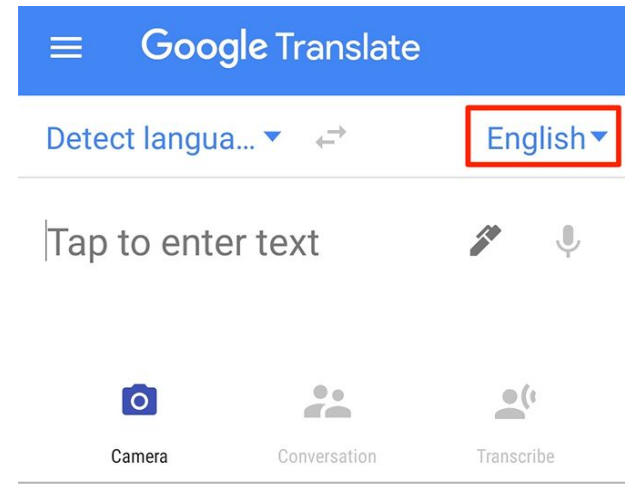 Google Translate
Detect langua... English
Tap to enter text
Camera Conversation Transcribe